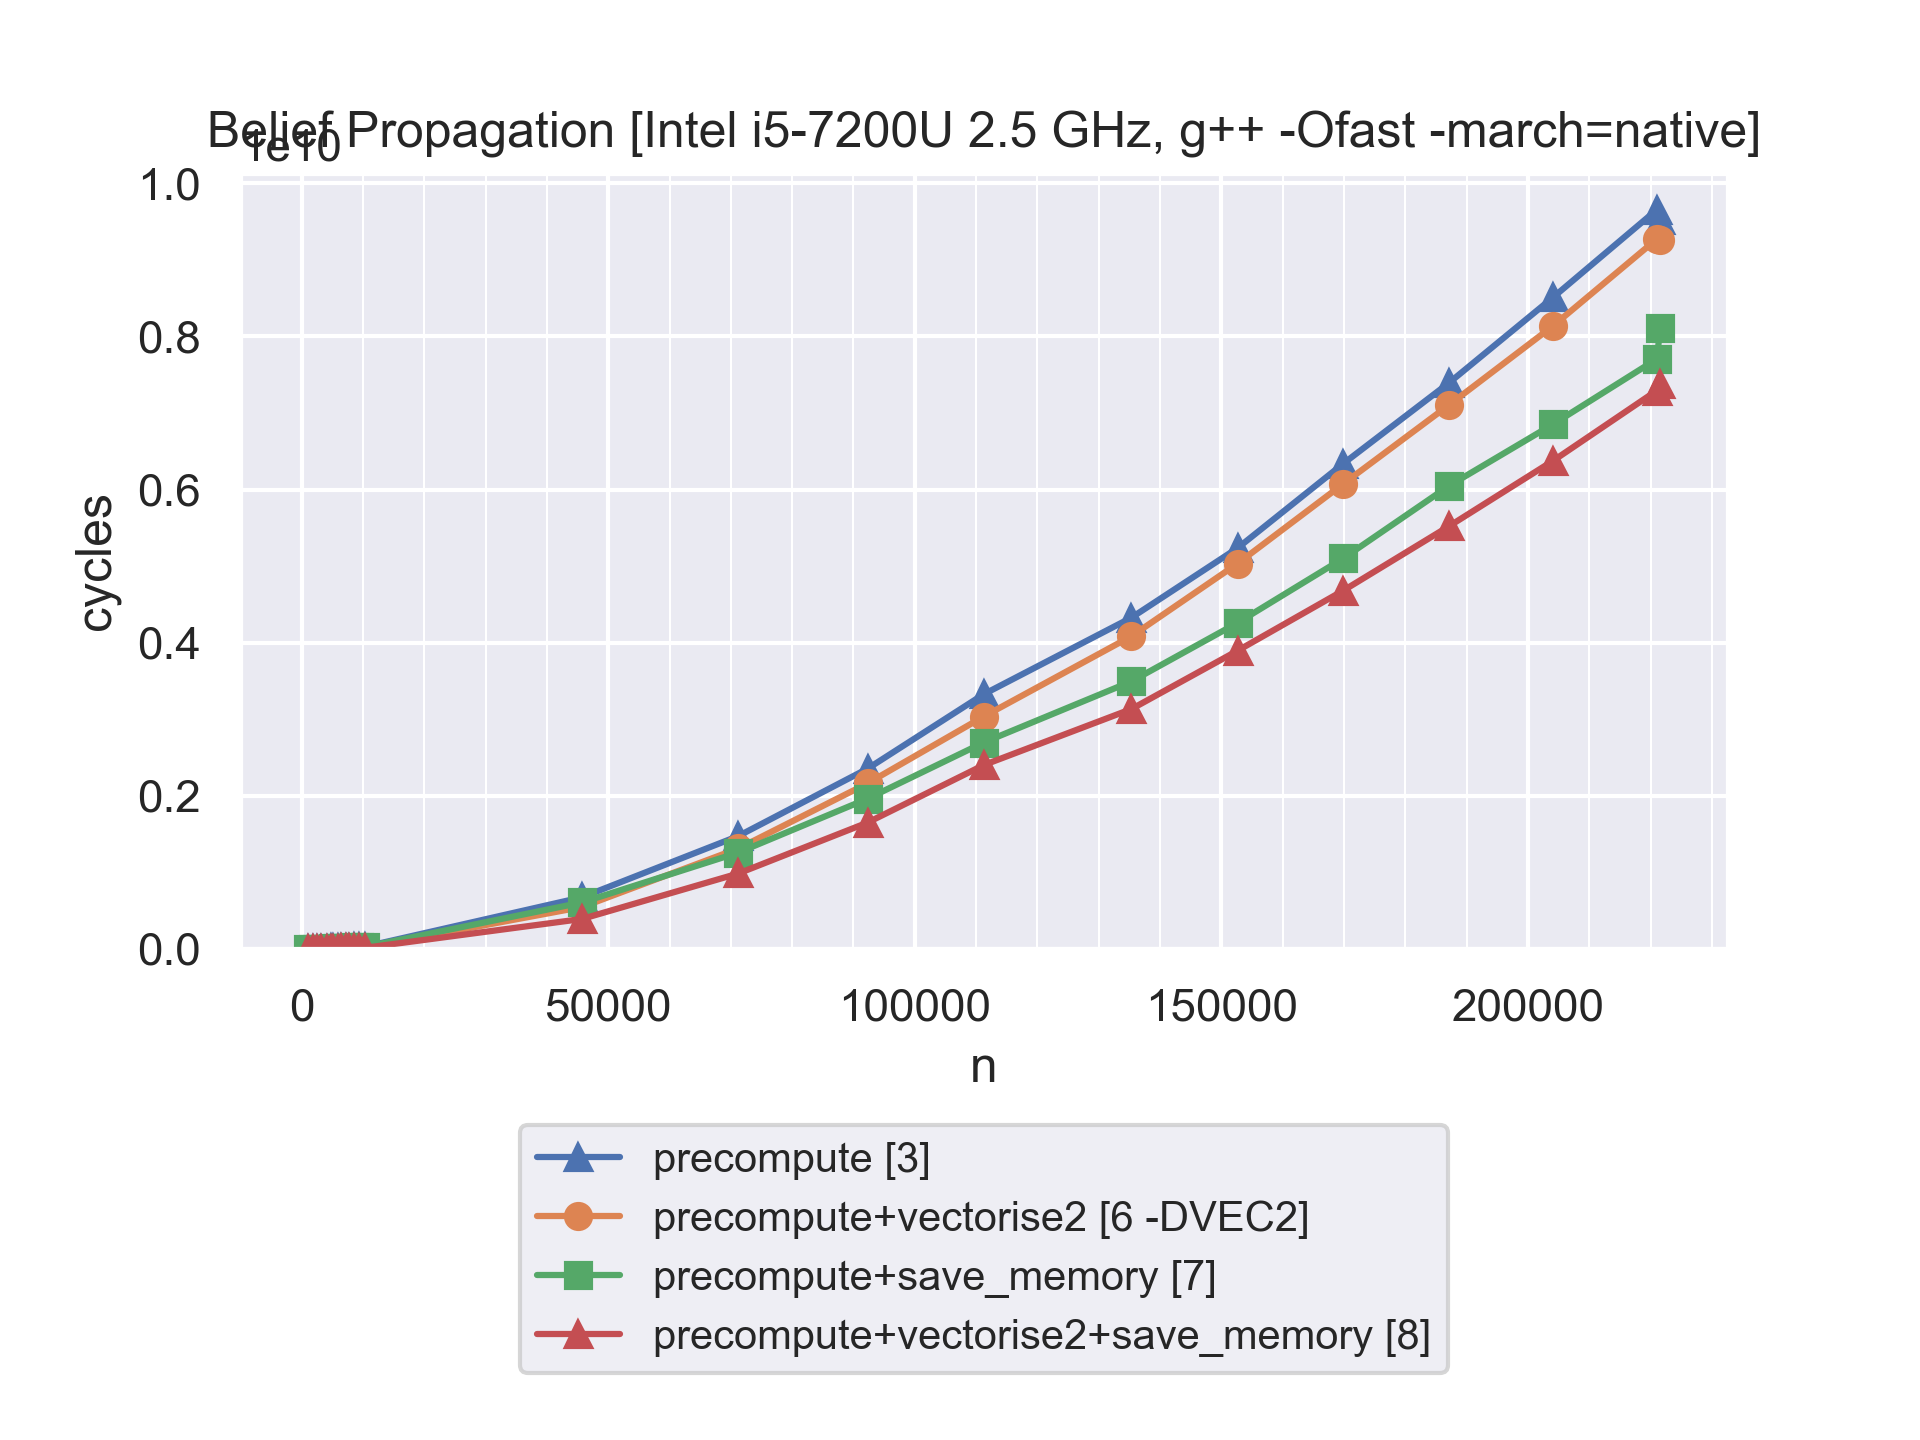 Belief Propagation [Intel i5-7200U 2.5 GHz, g++ -Ofast -march=native]
1e10
1.0
0.8
0.6
0.4
0.2
0.0
cycles
0 50000 100000 150000 200000
n
precompute [3]
precompute+vectorise2 [6 -DVEC2]
precompute+save_memory [7]
precompute+vectorise2+save_memory [8]